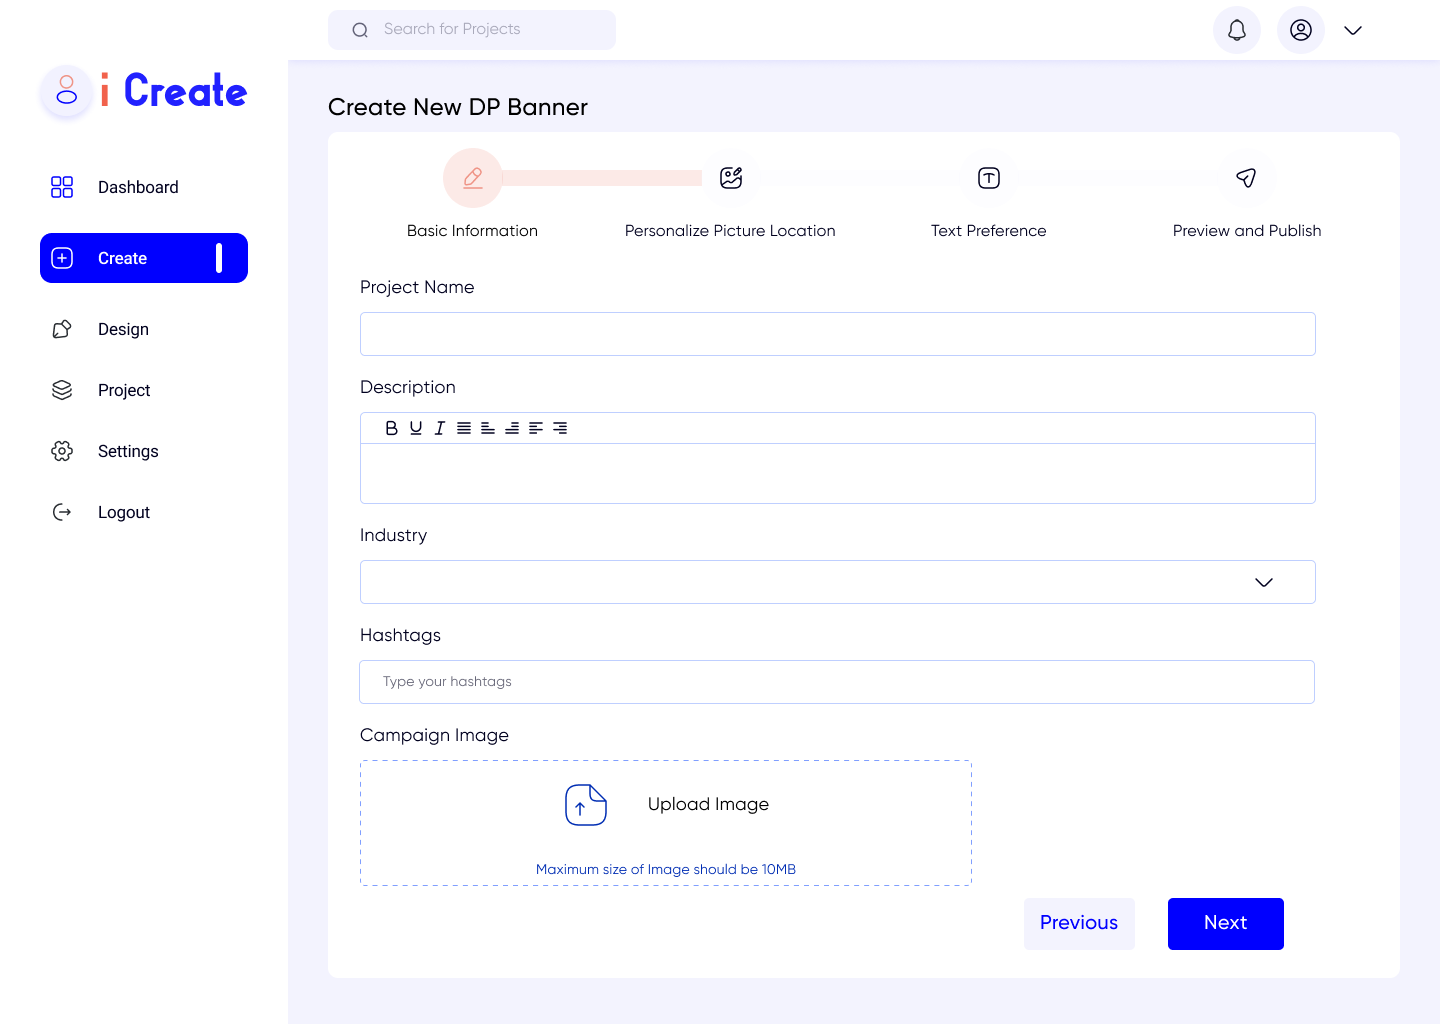 Search for Projects
i Create
Dashboard
Create
Design
Project
Settings
Logout
Create New DP Banner
Basic Information
Personalize Picture Location
Text Preference
Preview and Publish
Project Name
Description
B U I
Industry
Hashtags
Type your hashtags
Campaign Image
Upload Image
Maximum size of Image should be 10MB
Previous
Next